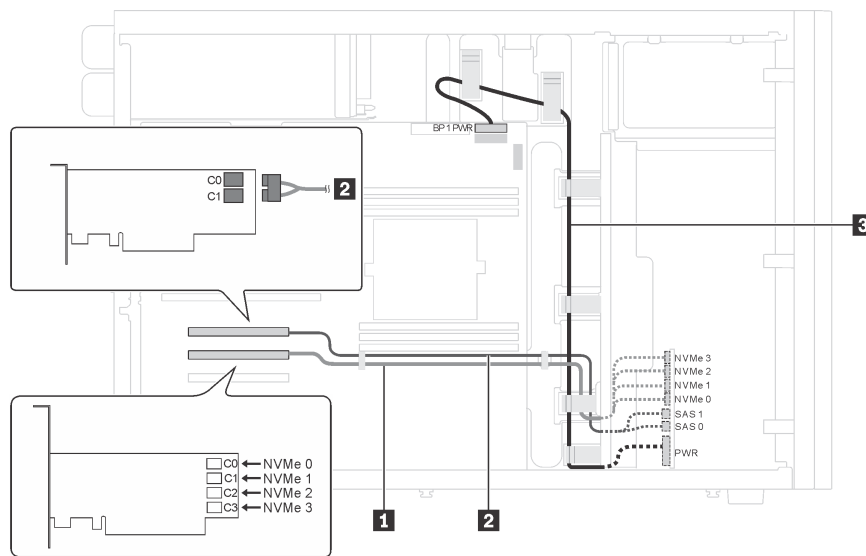 BP1 PWR
C0
C1
2
3
NVMe 3
NVMe 2
NVMe 1
NVMe 0
SAS 1
SAS 0
PWR
C0 NVMe 0
C1 NVMe 1
C2 NVMe 2
C3 NVMe 3
1
2